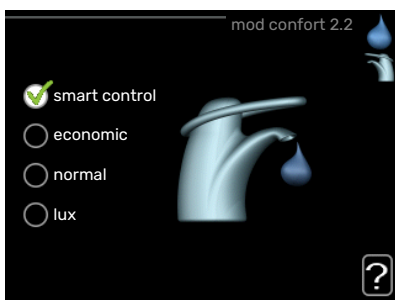 mod confort 2.2
smart control
economic
normal
lux
?